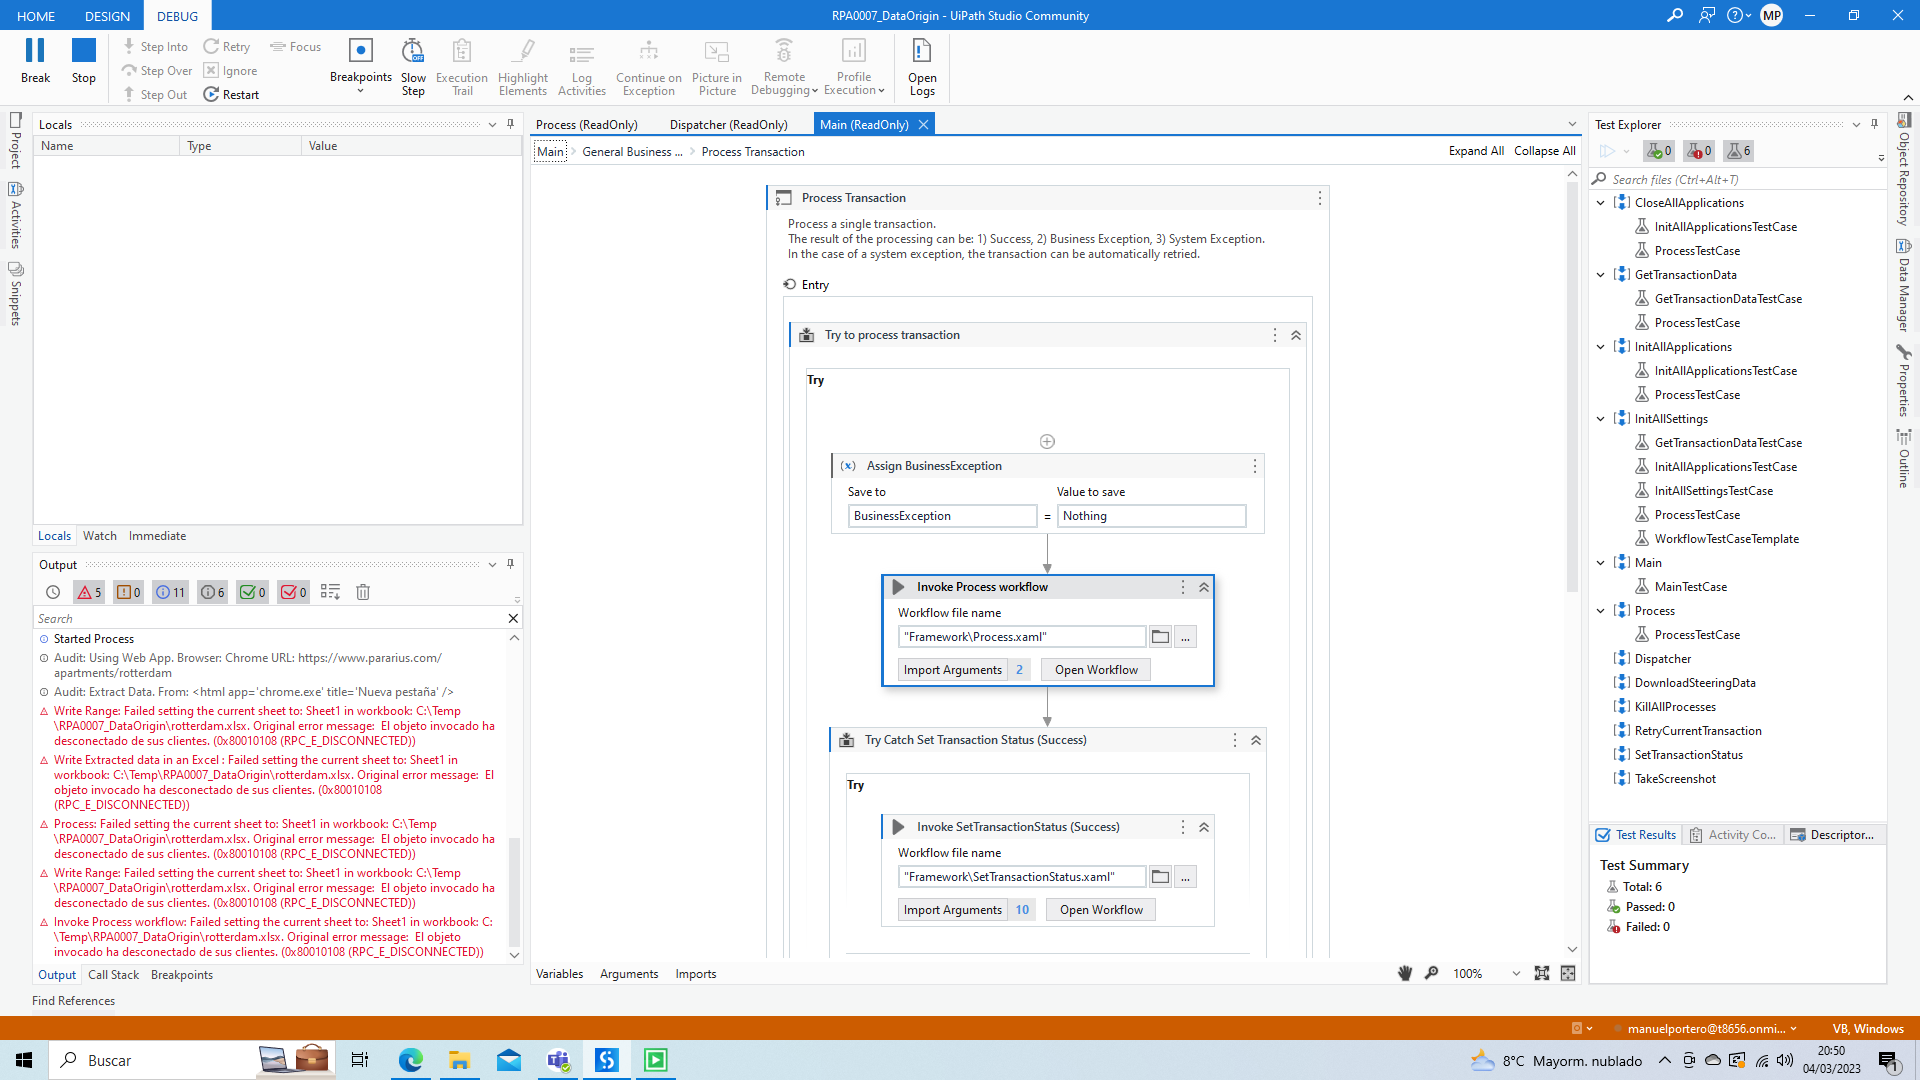 HOME
DESIGN
DEBUG
RPA0007_DataOrigin - UiPath Studio Community
MP
Break
Stop
Step Into
Step Over
Step Out
Retry
Ignore
Restart
Focus
Breakpoints
Slow
Step
Execution
Trail
Highlight
Elements
Log
Activities
Continue on
Exception
Picture in
Picture
Remote
Debugging
Profile
Execution
Open
Logs
Project
Activities
Snippets
Locals
Name
Type
Value
Locals
Watch
Immediate
Output
5
0
11
6
0
0
Search
Started Process
Audit: Using Web App. Browser: Chrome URL: https://www.pararius.com/
apartments/rotterdam
Audit: Extract Data. From: <html app='chrome.exe' title='Nueva pestaña' />
Write Range: Failed setting the current sheet to: Sheet1 in workbook: C:\Temp
\RPA0007_DataOrigin\rotterdam.xlsx. Original error message:  El objeto invocado ha
desconectado de sus clientes. (0x80010108 (RPC_E_DISCONNECTED))
Write Extracted data in an Excel : Failed setting the current sheet to: Sheet1 in
workbook: C:\Temp\RPA0007_DataOrigin\rotterdam.xlsx. Original error message:  El
objeto invocado ha desconectado de sus clientes. (0x80010108
(RPC_E_DISCONNECTED))
Process: Failed setting the current sheet to: Sheet1 in workbook: C:\Temp
\RPA0007_DataOrigin\rotterdam.xlsx. Original error message:  El objeto invocado ha
desconectado de sus clientes. (0x80010108 (RPC_E_DISCONNECTED))
Write Range: Failed setting the current sheet to: Sheet1 in workbook: C:\Temp
\RPA0007_DataOrigin\rotterdam.xlsx. Original error message:  El objeto invocado ha
desconectado de sus clientes. (0x80010108 (RPC_E_DISCONNECTED))
Invoke Process workflow: Failed setting the current sheet to: Sheet1 in workbook: C:
\Temp\RPA0007_DataOrigin\rotterdam.xlsx. Original error message:  El objeto
invocado ha desconectado de sus clientes. (0x80010108 (RPC_E_DISCONNECTED))
Output
Call Stack
Breakpoints
Find References
Process (ReadOnly)
Dispatcher (ReadOnly)
Main (ReadOnly)
Main
General Business ...
Process Transaction
Expand All
Collapse All
Process Transaction
Process a single transaction.
The result of the processing can be: 1) Success, 2) Business Exception, 3) System Exception.
In the case of a system exception, the transaction can be automatically retried.
Entry
Try to process transaction
Try
(x) Assign BusinessException
Save to
Value to save
BusinessException
=
Nothing
Invoke Process workflow
Workflow file name
"Framework\Process.xaml"
...
Import Arguments 2
Open Workflow
Try Catch Set Transaction Status (Success)
Try
Invoke SetTransactionStatus (Success)
Workflow file name
"Framework\SetTransactionStatus.xaml"
...
Import Arguments 10
Open Workflow
Variables
Arguments
Imports
100%
Test Explorer
0
0
6
Search files (Ctrl+Alt+T)
CloseAllApplications
InitAllApplicationsTestCase
ProcessTestCase
GetTransactionData
GetTransactionDataTestCase
ProcessTestCase
InitAllApplications
InitAllApplicationsTestCase
ProcessTestCase
InitAllSettings
GetTransactionDataTestCase
InitAllApplicationsTestCase
InitAllSettingsTestCase
ProcessTestCase
WorkflowTestCaseTemplate
Main
MainTestCase
Process
ProcessTestCase
Dispatcher
DownloadSteeringData
KillAllProcesses
RetryCurrentTransaction
SetTransactionStatus
TakeScreenshot
Test Results
Activity Co...
Descriptor...
Test Summary
Total: 6
Passed: 0
Failed: 0
Object Repository
Data Manager
Properties
Outline
manuelportero@t8656.onmi...
VB, Windows
Buscar
8°C Mayorm. nublado
20:50
04/03/2023
1